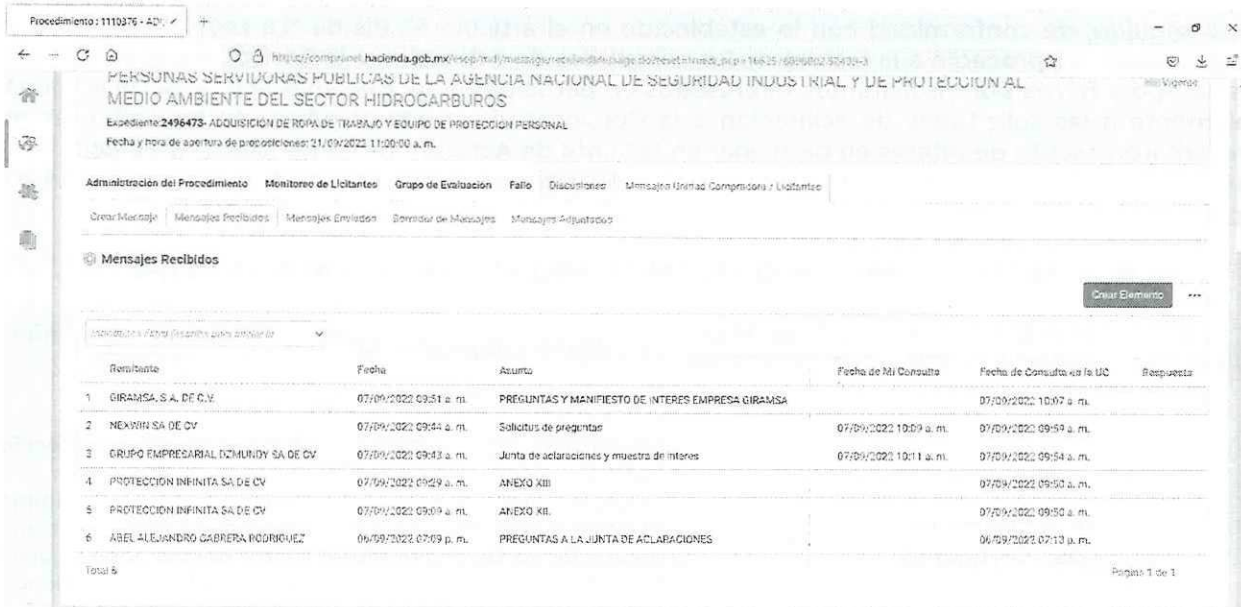 Procedimiento : 1110376 - AD
hacienda.gob.mx
PERSONAS SERVIDORAS PÚBLICAS DE LA AGENCIA NACIONAL DE SEGURIDAD INDUSTRIAL Y DE PROTECCIÓN AL
MEDIO AMBIENTE DEL SECTOR HIDROCARBUROS
Expediente:2496473- ADQUISICIÓN DE ROPA DE TRABAJO Y EQUIPO DE PROTECCIÓN PERSONAL
Fecha y hora de apertura de proposiciones: 21/09/2022 11:00:00 a. m.
Administración del Procedimiento Monitoreo de Licitantes Grupo de Evaluación Fallo Discusiones Mensajes Unidad Compradora / Licitantes
Crear Mensaje Mensajes Recibidos Mensajes Enviados Borrador de Mensajes Mensajes Adjuntados
Mensajes Recibidos
Crear Elemento ...
Remitente Fecha Asunto Fecha de Mi Consulta Fecha de Consulta en la UC Respuesta
1 GIRAMSA, S.A. DE C.V. 07/09/2022 09:51 a. m. PREGUNTAS Y MANIFIESTO DE INTERES EMPRESA GIRAMSA 07/09/2022 10:07 a. m.
2 NEXWIN SA DE CV 07/09/2022 09:44 a. m. Solicitus de preguntas 07/09/2022 10:09 a. m. 07/09/2022 09:59 a. m.
3 GRUPO EMPRESARIAL DZMUNDY SA DE CV 07/09/2022 09:43 a. m. Junta de aclaraciones y muestra de interes 07/09/2022 10:11 a. m. 07/09/2022 09:54 a. m.
4 PROTECCION INFINITA SA DE CV 07/09/2022 09:29 a. m. ANEXO XIII 07/09/2022 09:50 a. m.
5 PROTECCION INFINITA SA DE CV 07/09/2022 09:09 a. m. ANEXO XII. 07/09/2022 09:50 a. m.
6 ABEL ALEJANDRO CABRERA RODRIGUEZ 06/09/2022 07:09 p. m. PREGUNTAS A LA JUNTA DE ACLARACIONES 06/09/2022 07:13 p. m.
Total 6 Página 1 de 1